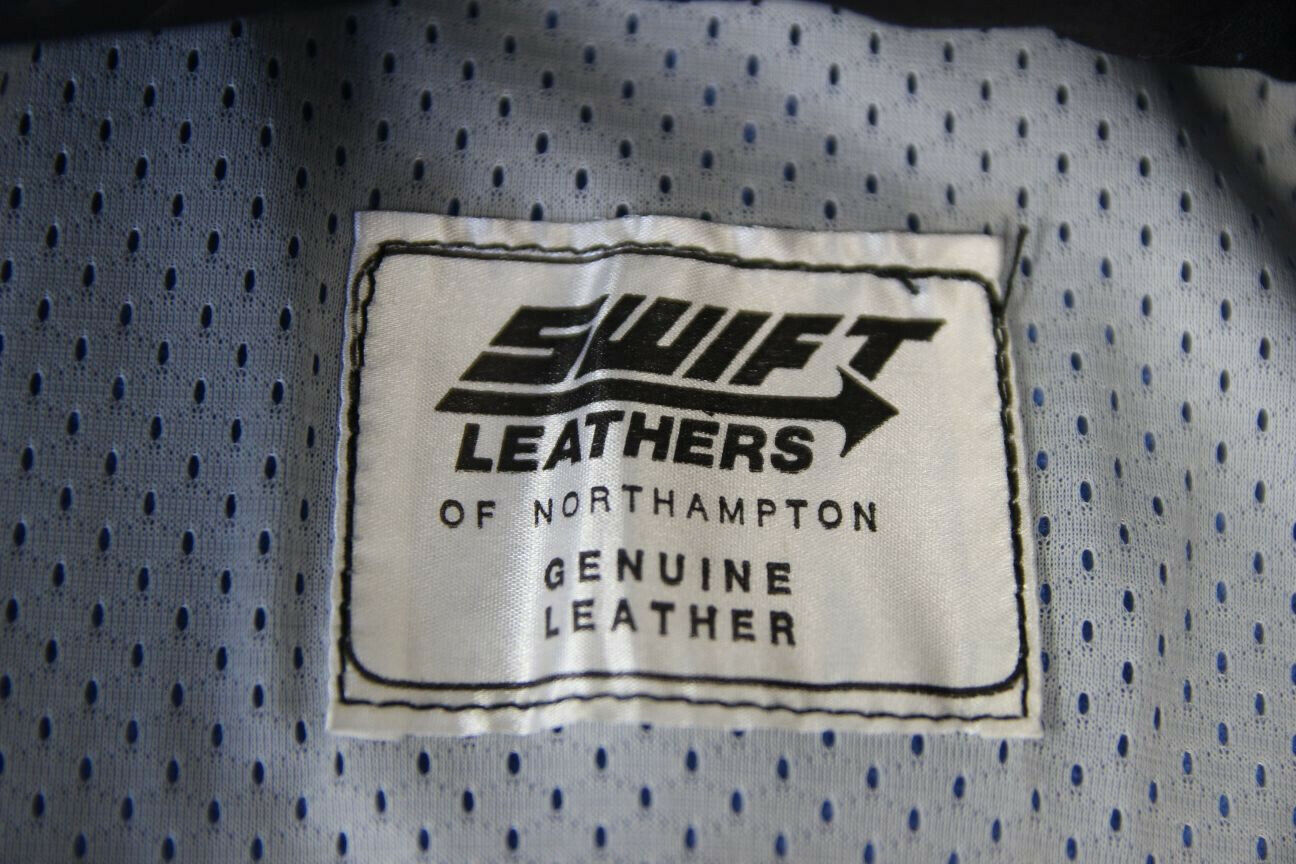 SWIFT
LEATHERS
OF NORTHAMPTON
GENUINE
LEATHER